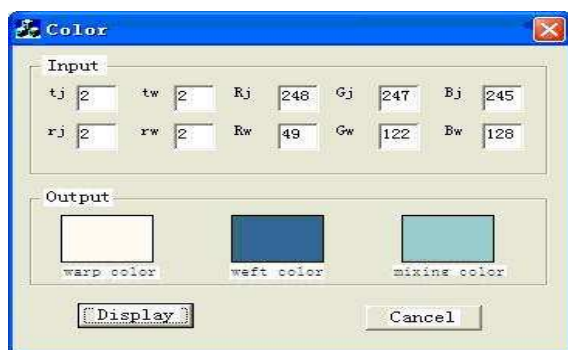 Color
Input
tj 2 tw 2 Rj 248 Gj 247 Bj 245
rj 2 rw 2 Rw 49 Gw 122 Bw 128
Output
warp color weft color mixing color
Display Cancel